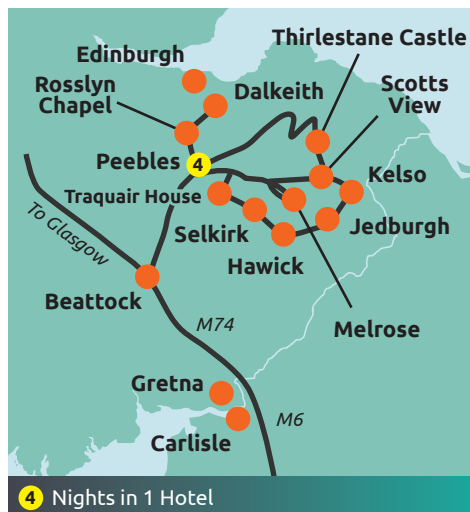 Edinburgh
Thirlestane Castle
Rosslyn
Chapel
Dalkeith
Scotts
View
Peebles
4
Kelso
Traquair House
To Glasgow
Selkirk
Jedburgh
Hawick
Beattock
Melrose
M74
Gretna
M6
Carlisle
4 Nights in 1 Hotel